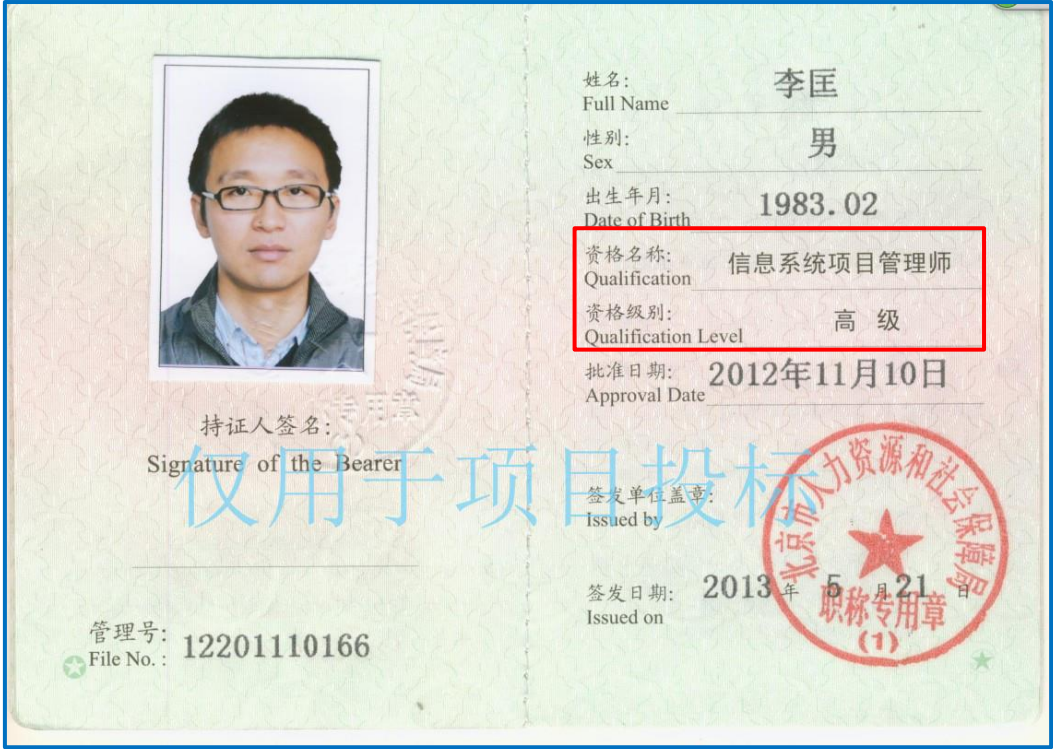 持证人签名:
Signature of the Bearer
管理号:
File No. : 12201110166
姓名: 李匡
Full Name
性别: 男
Sex
出生年月: 1983.02
Date of Birth
资格名称: 信息系统项目管理师
Qualification
资格级别: 高 级
Qualification Level
批准日期: 2012年11月10日
Approval Date
签发单位盖章:
Issued by
签发日期: 2013 年 5 月 21 日
Issued on
北京市人力资源和社会保障局
职称专用章
(1)
仅用于项目投标
专用章